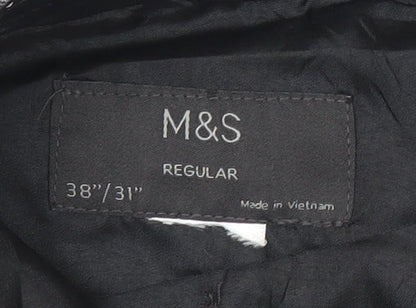 M&S
REGULAR
38"/31"
Made in Vietnam